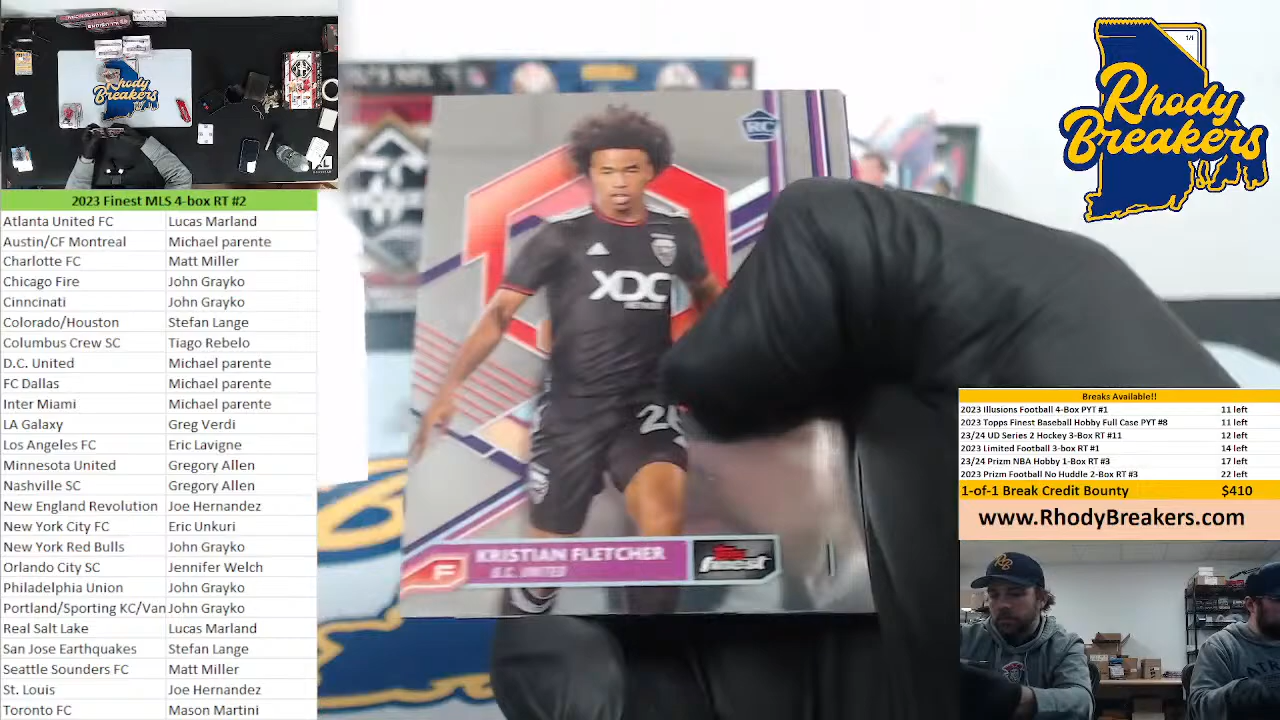 Rhody
Breakers
2023 Finest MLS 4-box RT #2
Atlanta United FC Lucas Marland
Austin/CF Montreal Michael parente
Charlotte FC Matt Miller
Chicago Fire John Grayko
Cinncinati John Grayko
Colorado/Houston Stefan Lange
Columbus Crew SC Tiago Rebelo
D.C. United Michael parente
FC Dallas Michael parente
Inter Miami Michael parente
LA Galaxy Greg Verdi
Los Angeles FC Eric Lavigne
Minnesota United Gregory Allen
Nashville SC Gregory Allen
New England Revolution Joe Hernandez
New York City FC Eric Unkuri
New York Red Bulls John Grayko
Orlando City SC Jennifer Welch
Philadelphia Union John Grayko
Portland/Sporting KC/Van John Grayko
Real Salt Lake Lucas Marland
San Jose Earthquakes Stefan Lange
Seattle Sounders FC Matt Miller
St. Louis Joe Hernandez
Toronto FC Mason Martini
RC
XDC
NETWORK
KRISTIAN FLETCHER
D.C. UNITED
F
Topps
finest
1/1
Rhody
Breakers
Breaks Available!!
2023 Illusions Football 4-Box PYT #1 11 left
2023 Topps Finest Baseball Hobby Full Case PYT #8 11 left
23/24 UD Series 2 Hockey 3-Box RT #11 12 left
2023 Limited Football 3-box RT #1 14 left
23/24 Prizm NBA Hobby 1-Box RT #3 17 left
2023 Prizm Football No Huddle 2-Box RT #3 22 left
1-of-1 Break Credit Bounty $410
www.RhodyBreakers.com